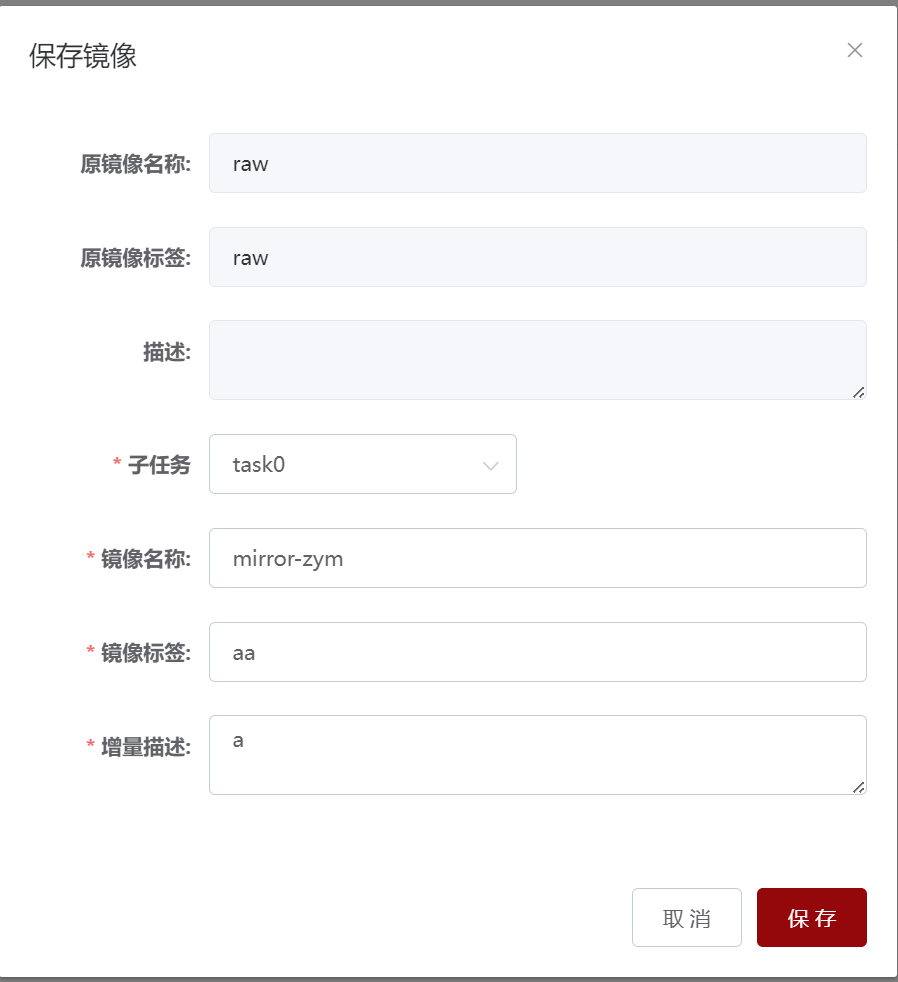 保存镜像
原镜像名称: raw
原镜像标签: raw
描述:
* 子任务 task0
* 镜像名称: mirror-zym
* 镜像标签: aa
* 增量描述: a
取消 保存